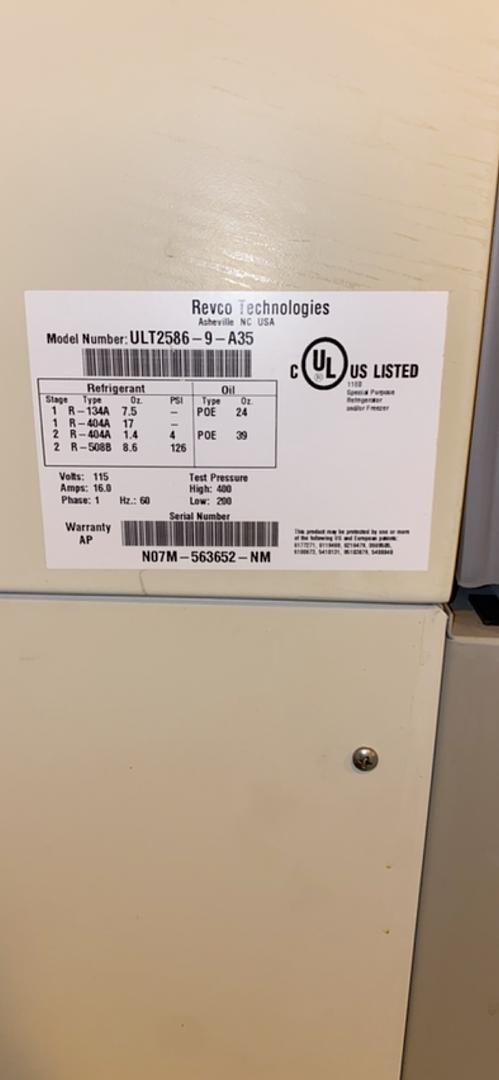 Revco Technologies
Asheville NC USA
Model Number: ULT2586-9-A35
C UL US LISTED
Special Purpose
Refrigerator
and/or Freezer
Refrigerant Oil
Stage Type Oz. PSI Type Oz.
1 R-134A 7.5 - POE 24
1 R-404A 17 -
2 R-404A 1.4 4 POE 39
2 R-508B 8.6 126
Volts: 115 Test Pressure
Amps: 16.0 High: 400
Phase: 1 Hz.: 60 Low: 200
Serial Number
Warranty
AP
N07M-563652-NM
This product may be protected by one or more
of the following US and European patents: